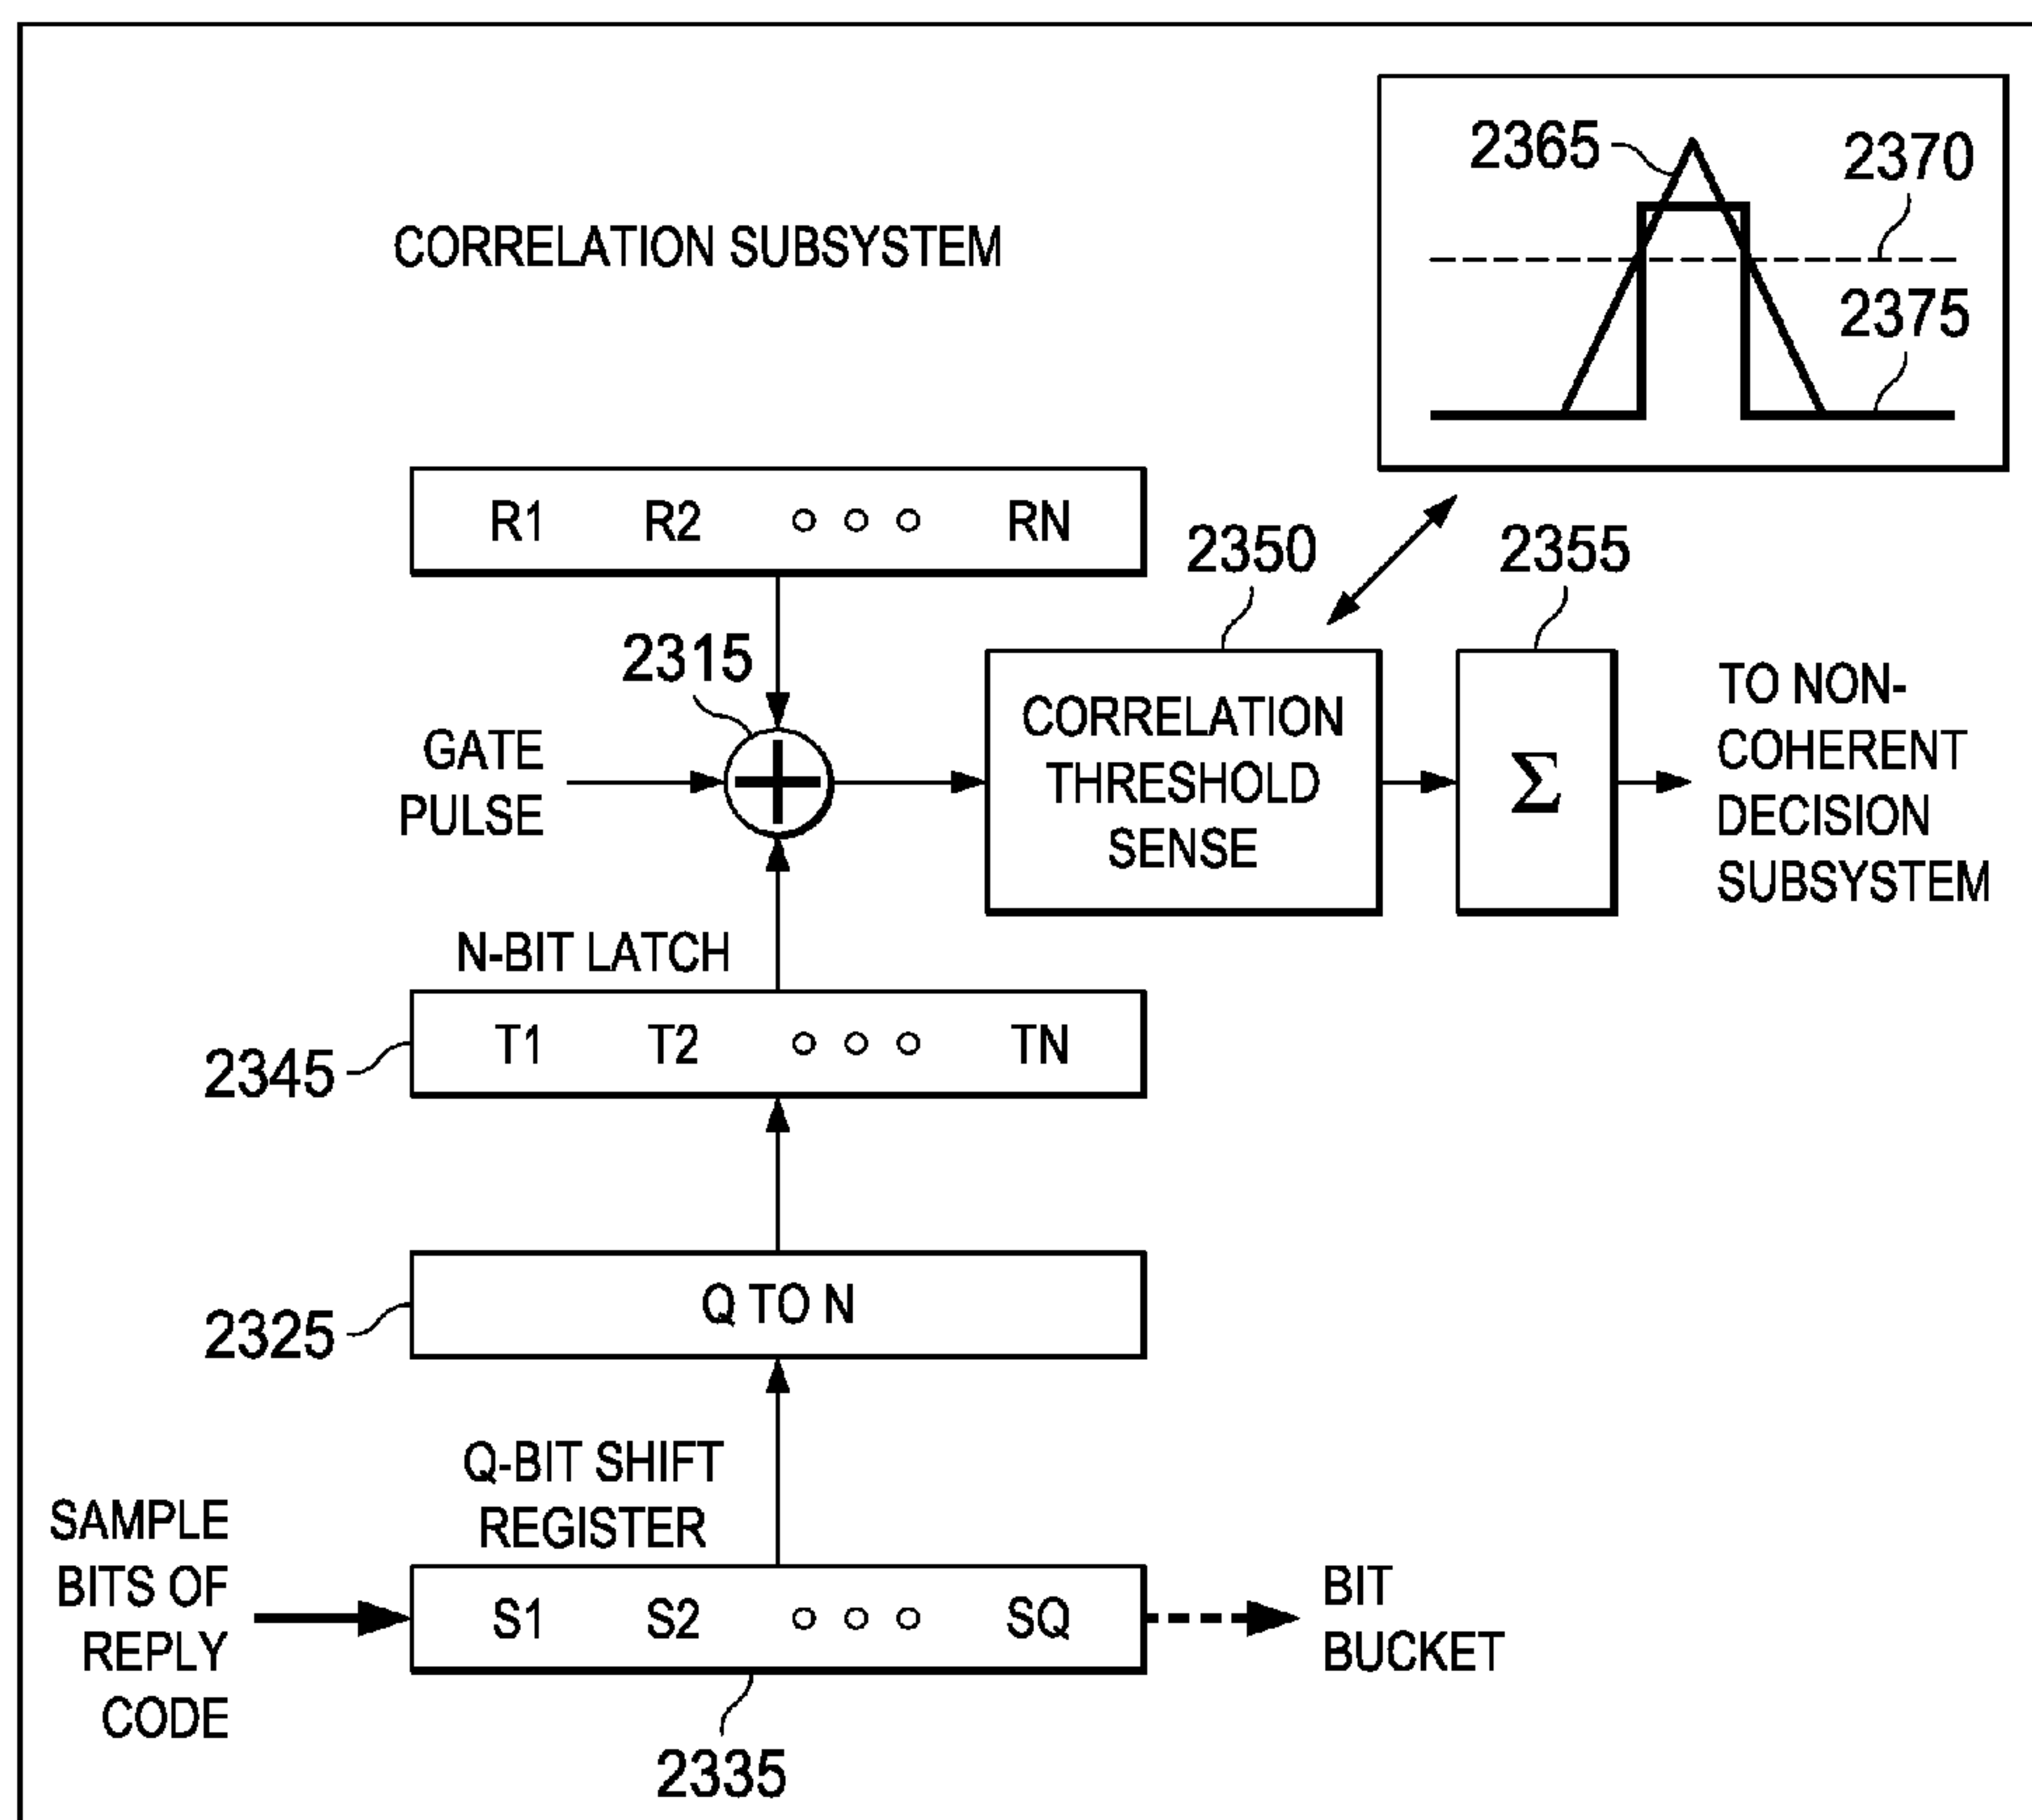 2365
2370
CORRELATION SUBSYSTEM
2375
R1 R2 RN
2350
2355
2315
GATE
PULSE
+
CORRELATION
THRESHOLD
SENSE
Σ
TO NON-
COHERENT
DECISION
SUBSYSTEM
N-BIT LATCH
T1 T2 TN
2345
Q TO N
2325
Q-BIT SHIFT
REGISTER
SAMPLE
BITS OF
REPLY
CODE
S1 S2 SQ
BIT
BUCKET
2335